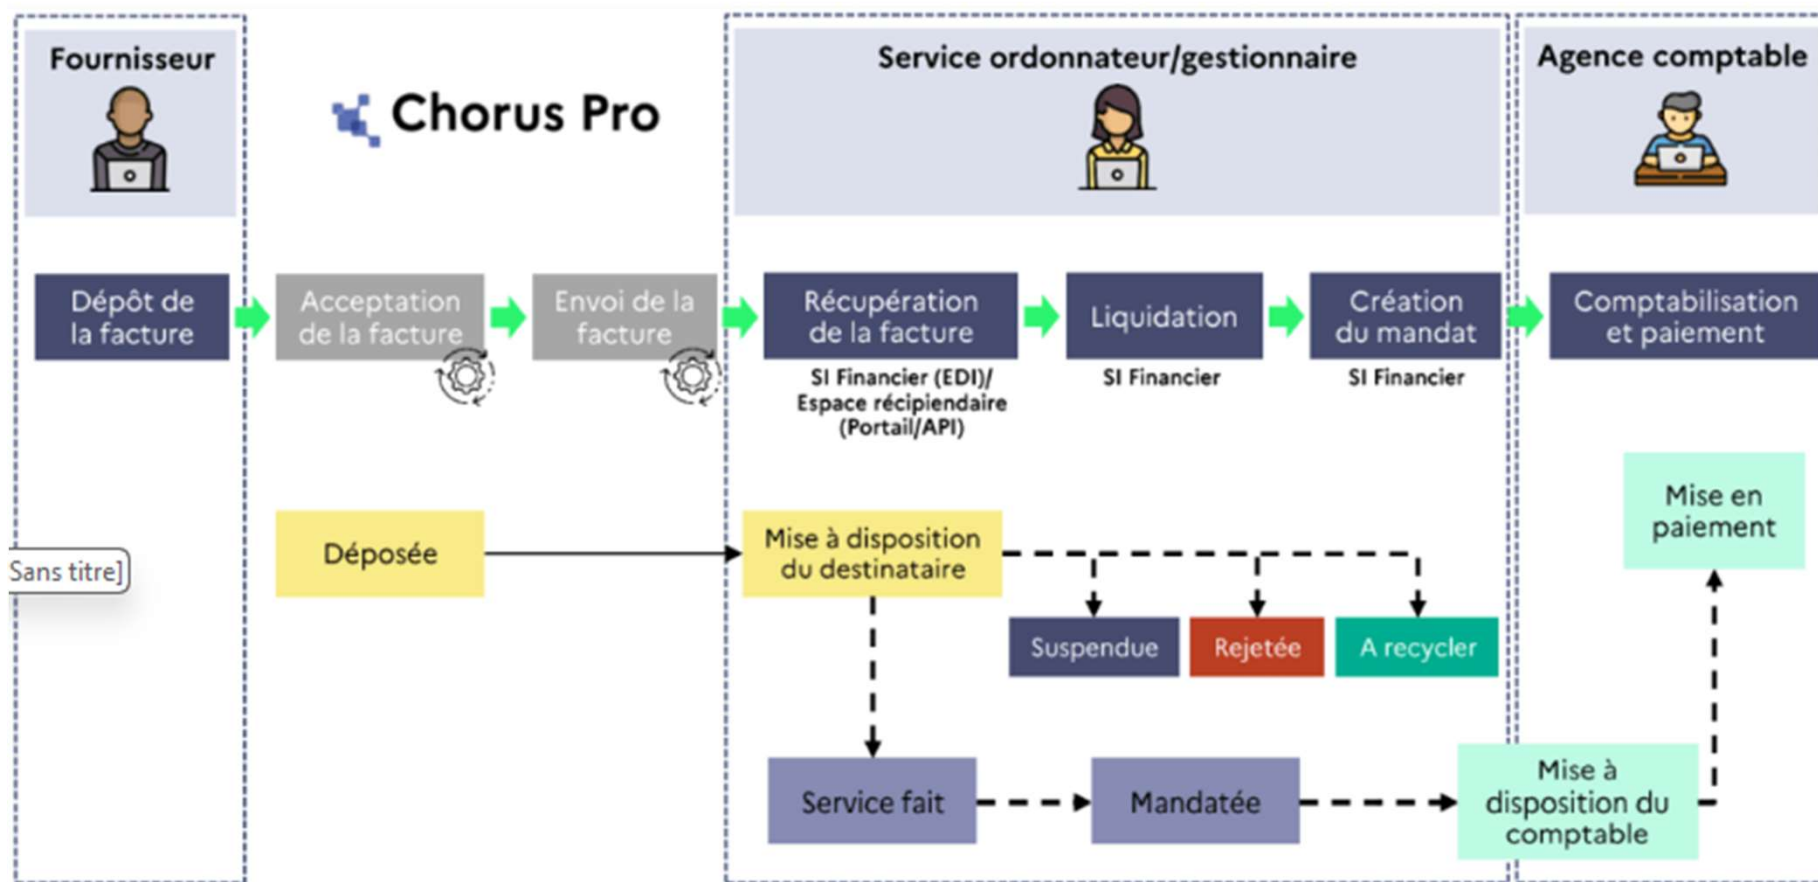 Fournisseur
Chorus Pro
Service ordonnateur/gestionnaire
Agence comptable
Dépôt de
la facture
Acceptation
de la facture
Envoi de la
facture
Récupération
de la facture
Liquidation
Création
du mandat
Comptabilisation
et paiement
SI Financier (EDI)/
Espace récipiendaire
(Portail/API)
SI Financier
SI Financier
Mise en
paiement
Déposée
Mise à disposition
du destinataire
Sans titre]
Suspendue
Rejetée
A recycler
Service fait
Mandatée
Mise à
disposition du
comptable